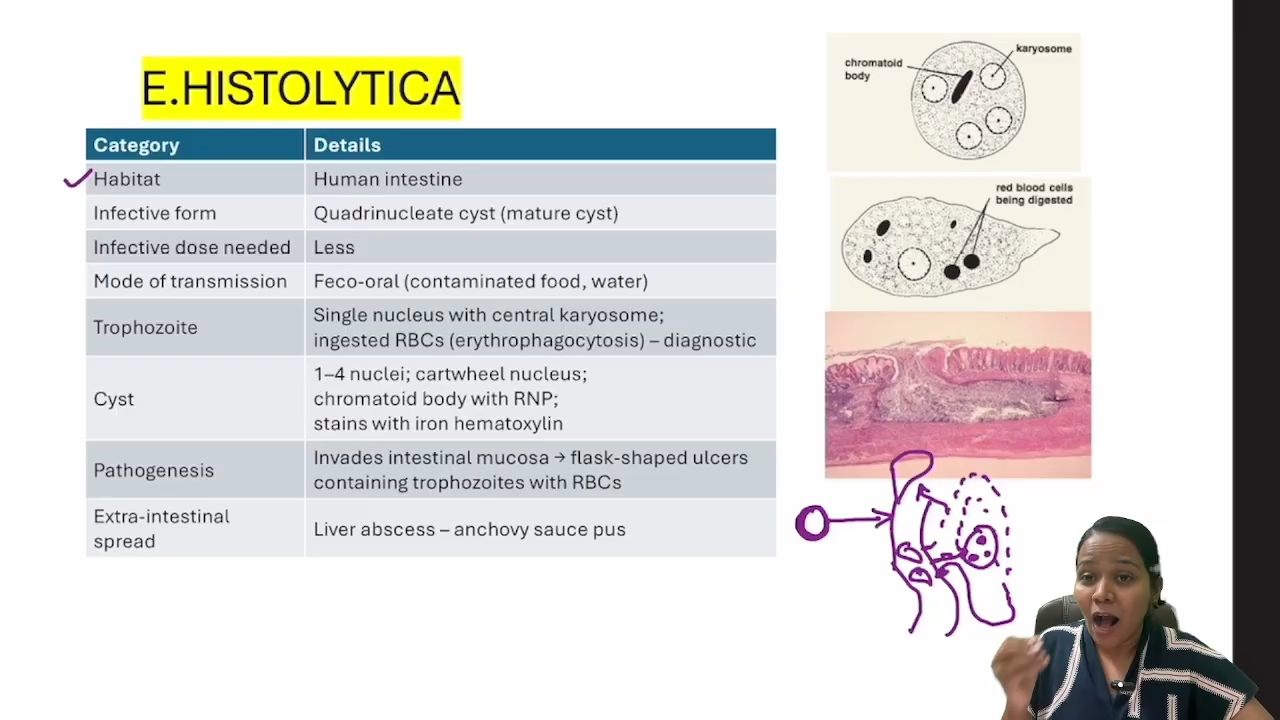 E.HISTOLYTICA
Category Details
Habitat Human intestine
Infective form Quadrinucleate cyst (mature cyst)
Infective dose needed Less
Mode of transmission Feco-oral (contaminated food, water)
Trophozoite Single nucleus with central karyosome;
ingested RBCs (erythrophagocytosis) – diagnostic
Cyst 1–4 nuclei; cartwheel nucleus;
chromatoid body with RNP;
stains with iron hematoxylin
Pathogenesis Invades intestinal mucosa → flask-shaped ulcers
containing trophozoites with RBCs
Extra-intestinal
spread
Liver abscess – anchovy sauce pus
karyosome
chromatoid
body
red blood cells
being digested